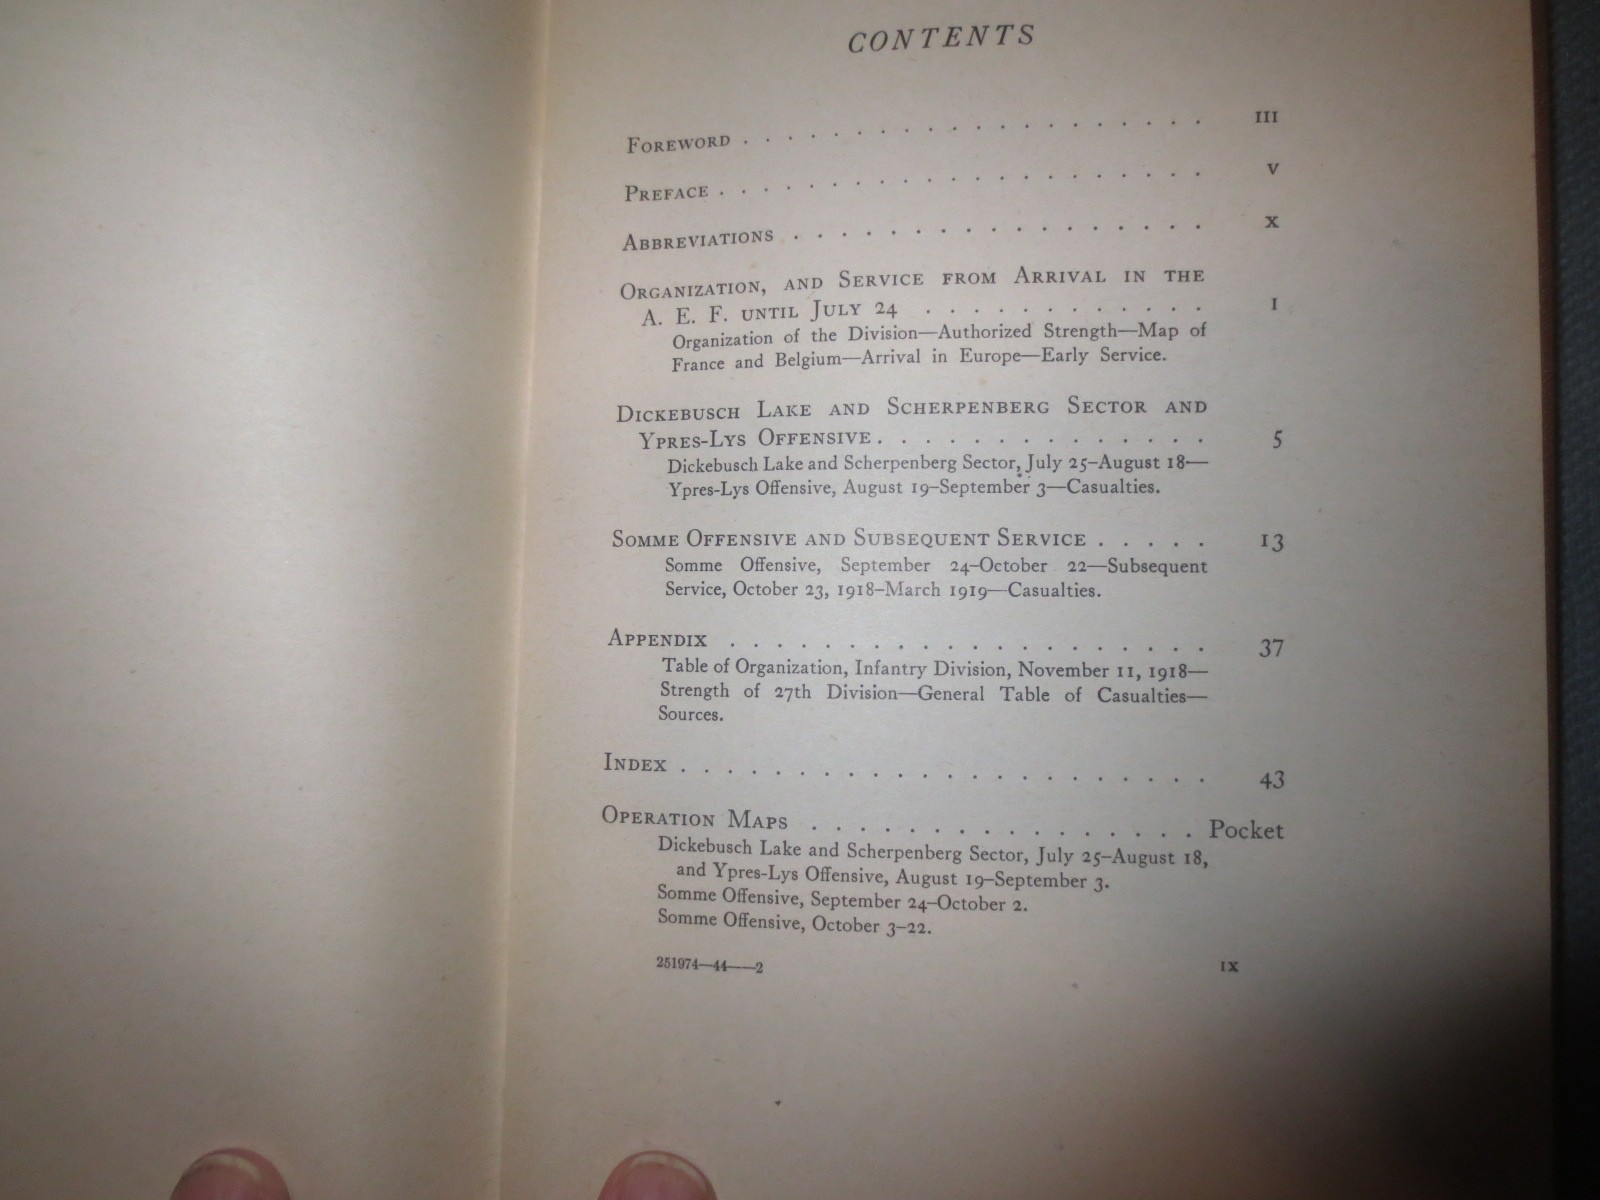 CONTENTS
FOREWORD . . . . . . . . . . . . . . . . . . . . III
PREFACE . . . . . . . . . . . . . . . . . . . . . V
ABBREVIATIONS . . . . . . . . . . . . . . . . . . X
ORGANIZATION, AND SERVICE FROM ARRIVAL IN THE
A. E. F. UNTIL JULY 24 . . . . . . . . . . . . 1
Organization of the Division—Authorized Strength—Map of
France and Belgium—Arrival in Europe—Early Service.
DICKEBUSCH LAKE AND SCHERPENBERG SECTOR AND
YPRES-LYS OFFENSIVE . . . . . . . . . . . . . . 5
Dickebusch Lake and Scherpenberg Sector, July 25–August 18—
Ypres-Lys Offensive, August 19–September 3—Casualties.
SOMME OFFENSIVE AND SUBSEQUENT SERVICE . . . . . 13
Somme Offensive, September 24–October 22—Subsequent
Service, October 23, 1918–March 1919—Casualties.
APPENDIX . . . . . . . . . . . . . . . . . . . . . 37
Table of Organization, Infantry Division, November 11, 1918—
Strength of 27th Division—General Table of Casualties—
Sources.
INDEX . . . . . . . . . . . . . . . . . . . . . . . 43
OPERATION MAPS . . . . . . . . . . . . . . . . . Pocket
Dickebusch Lake and Scherpenberg Sector, July 25–August 18,
and Ypres-Lys Offensive, August 19–September 3.
Somme Offensive, September 24–October 2.
Somme Offensive, October 3–22.
251974—44——2 IX